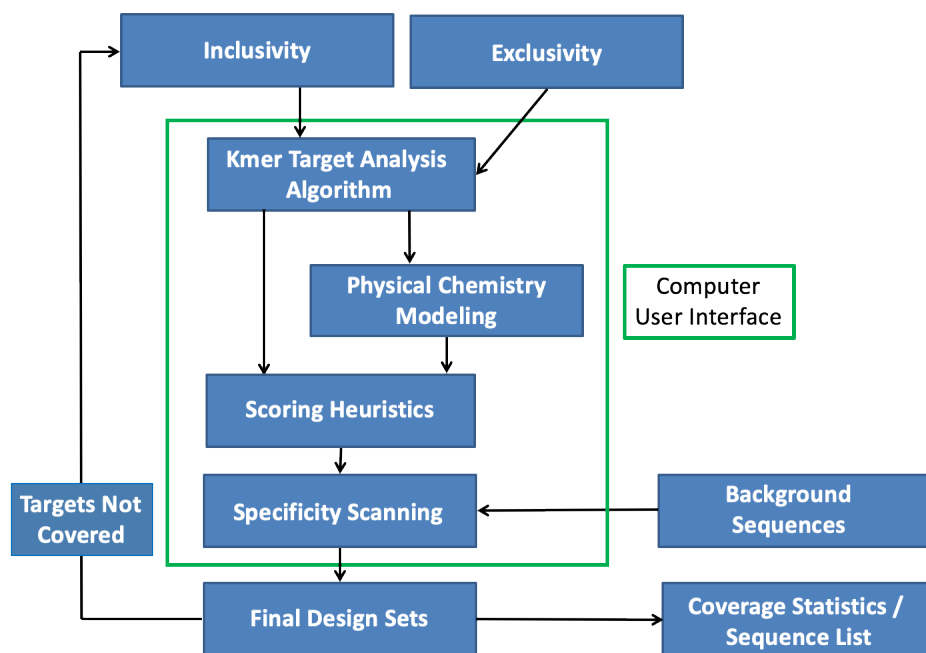 Inclusivity
Exclusivity
Kmer Target Analysis
Algorithm
Physical Chemistry
Modeling
Computer
User Interface
Scoring Heuristics
Targets Not
Covered
Specificity Scanning
Background
Sequences
Final Design Sets
Coverage Statistics /
Sequence List